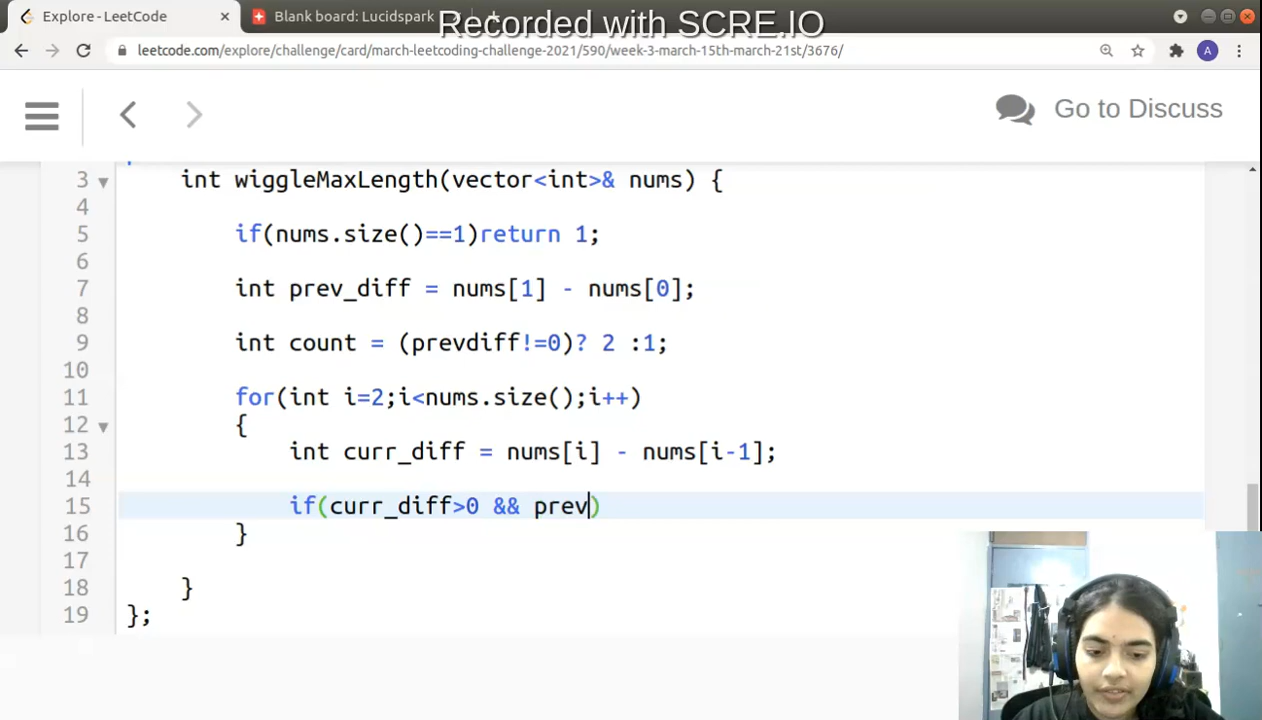 Explore - LeetCode
Blank board: Lucidspark
Recorded with SCRE.IO
leetcode.com/explore/challenge/card/march-leetcoding-challenge-2021/590/week-3-march-15th-march-21st/3676/
A
Go to Discuss
3 int wiggleMaxLength(vector<int>& nums) {
4
5 if(nums.size()==1)return 1;
6
7 int prev_diff = nums[1] - nums[0];
8
9 int count = (prevdiff!=0)? 2 :1;
10
11 for(int i=2;i<nums.size();i++)
12 {
13 int curr_diff = nums[i] - nums[i-1];
14
15 if(curr_diff>0 && prev)
16 }
17
18 }
19 };